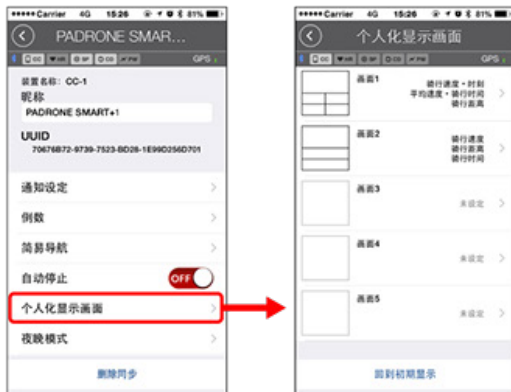 Carrier 4G 15:26 81%
PADRONE SMAR...
GPS
装置名称: CC-1
昵称
PADRONE SMART+1
UUID
70676B72-9739-7523-BD28-1E99D256D701
通知设定
倒数
简易导航
自动停止 OFF
个人化显示画面
夜晚模式
删除同步
Carrier 4G 15:26 81%
个人化显示画面
GPS
画面1
骑行速度・时刻
平均速度・骑行时间
骑行距离
画面2
骑行速度
骑行距离
骑行时间
画面3
未设定
画面4
未设定
画面5
未设定
回到初期显示